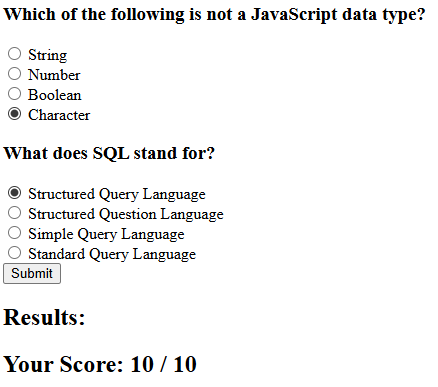 Which of the following is not a JavaScript data type?
String
Number
Boolean
Character
What does SQL stand for?
Structured Query Language
Structured Question Language
Simple Query Language
Standard Query Language
Submit
Results:
Your Score: 10 / 10